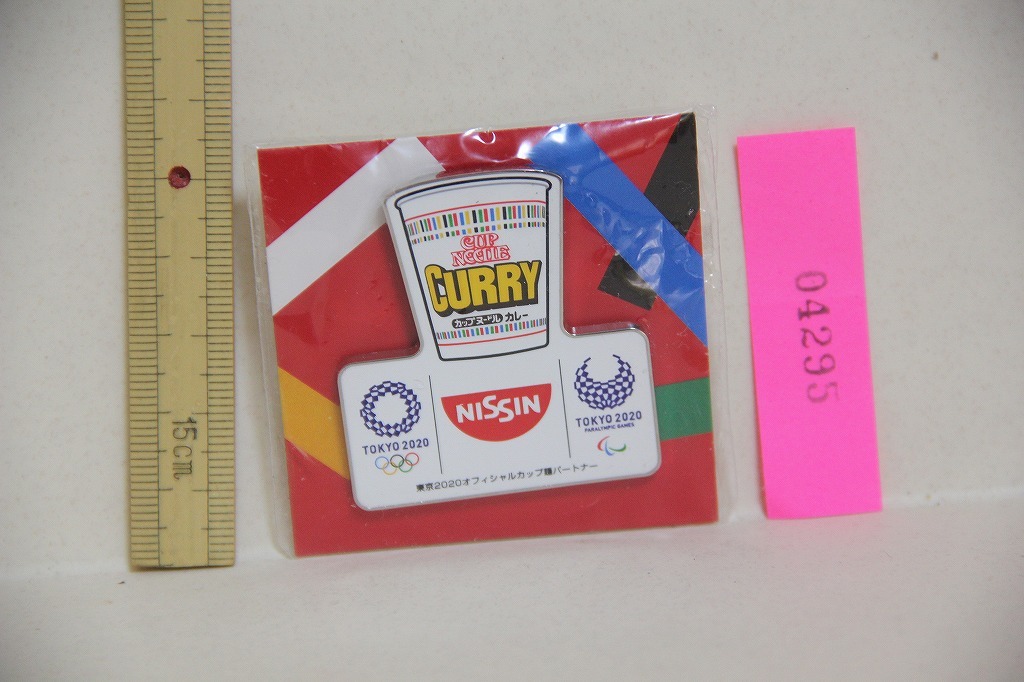 CUP
NOODLE
CURRY
カップヌードル カレー
TOKYO 2020
NISSIN
TOKYO 2020
PARALYMPIC GAMES
東京2020オフィシャルカップ麺パートナー
15cm
04295